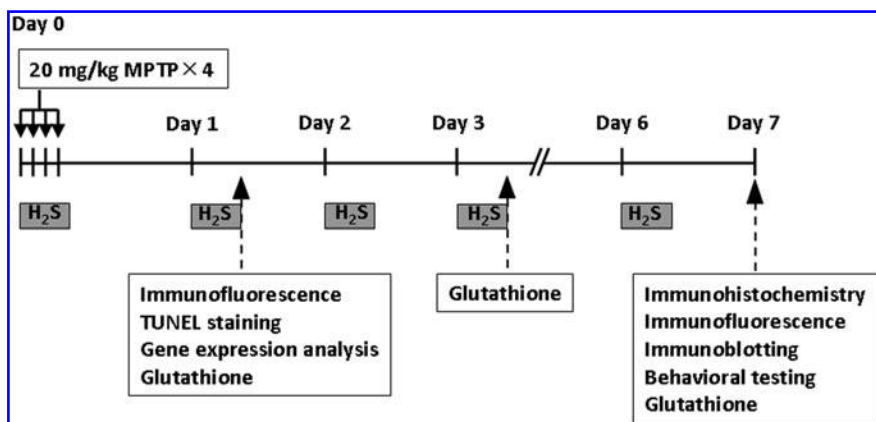 Day 0
20 mg/kg MPTP × 4
Day 1
Day 2
Day 3
Day 6
Day 7
H₂S
H₂S
H₂S
H₂S
H₂S
Immunofluorescence
TUNEL staining
Gene expression analysis
Glutathione
Glutathione
Immunohistochemistry
Immunofluorescence
Immunoblotting
Behavioral testing
Glutathione